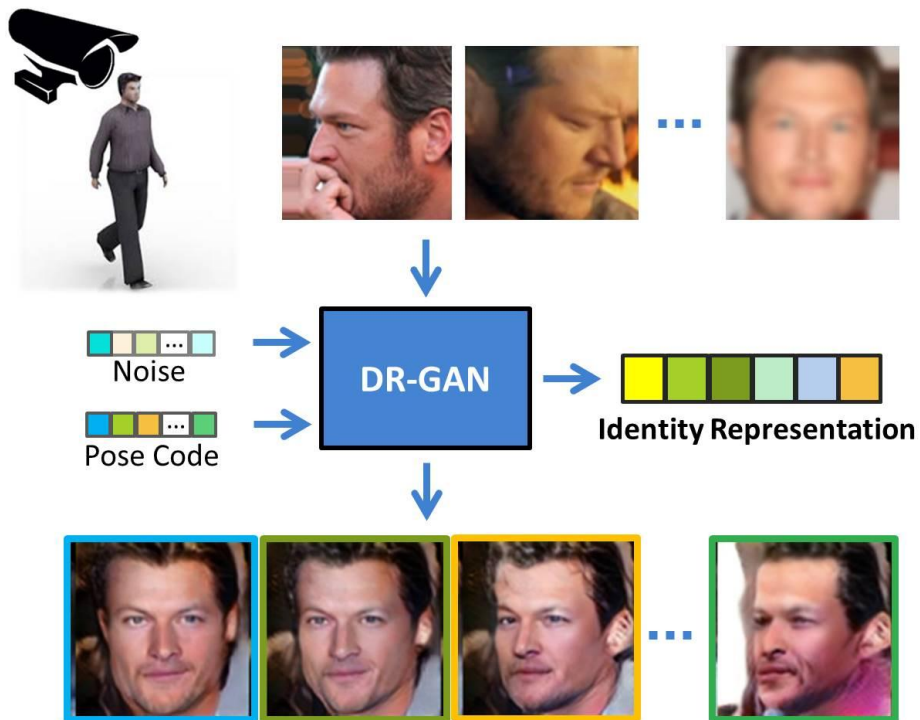 ...
Noise
...
Pose Code
...
DR-GAN
Identity Representation
...